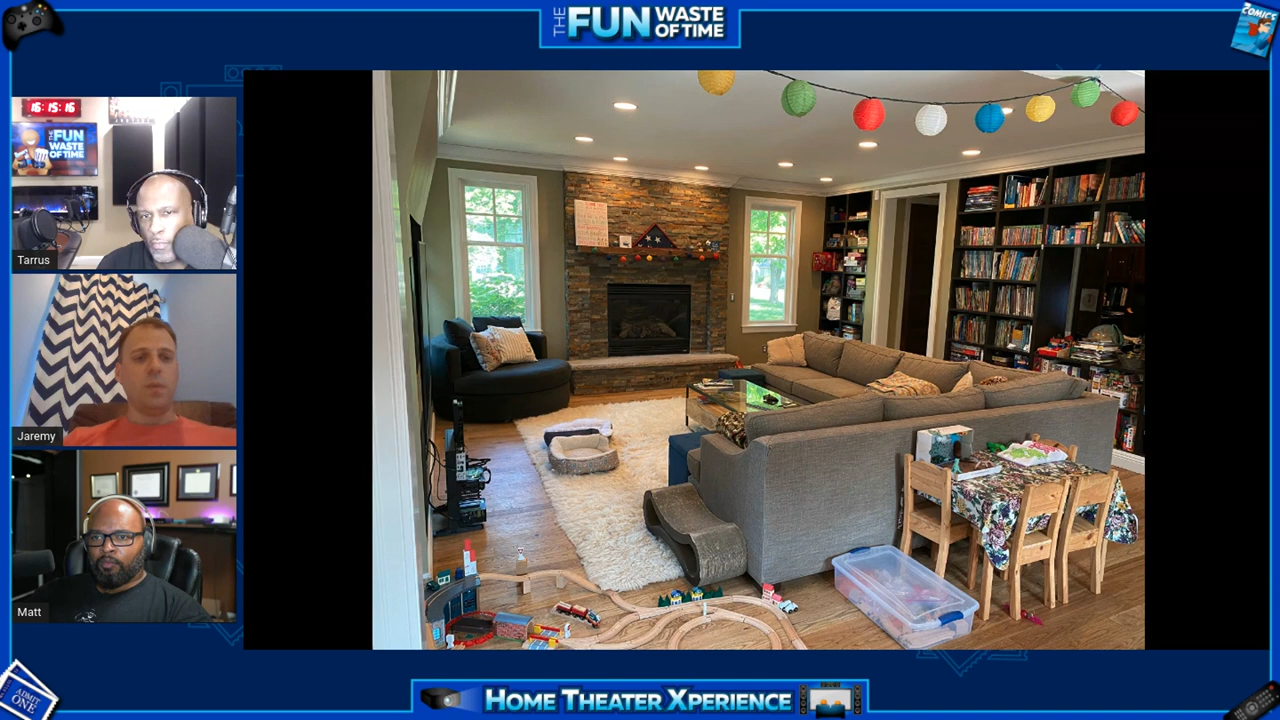 THE FUN WASTE OF TIME
COMICS
16:15:16
THE FUN WASTE OF TIME
Tarrus
Jaremy
Matt
ADMIT ONE
HOME THEATER XPERIENCE